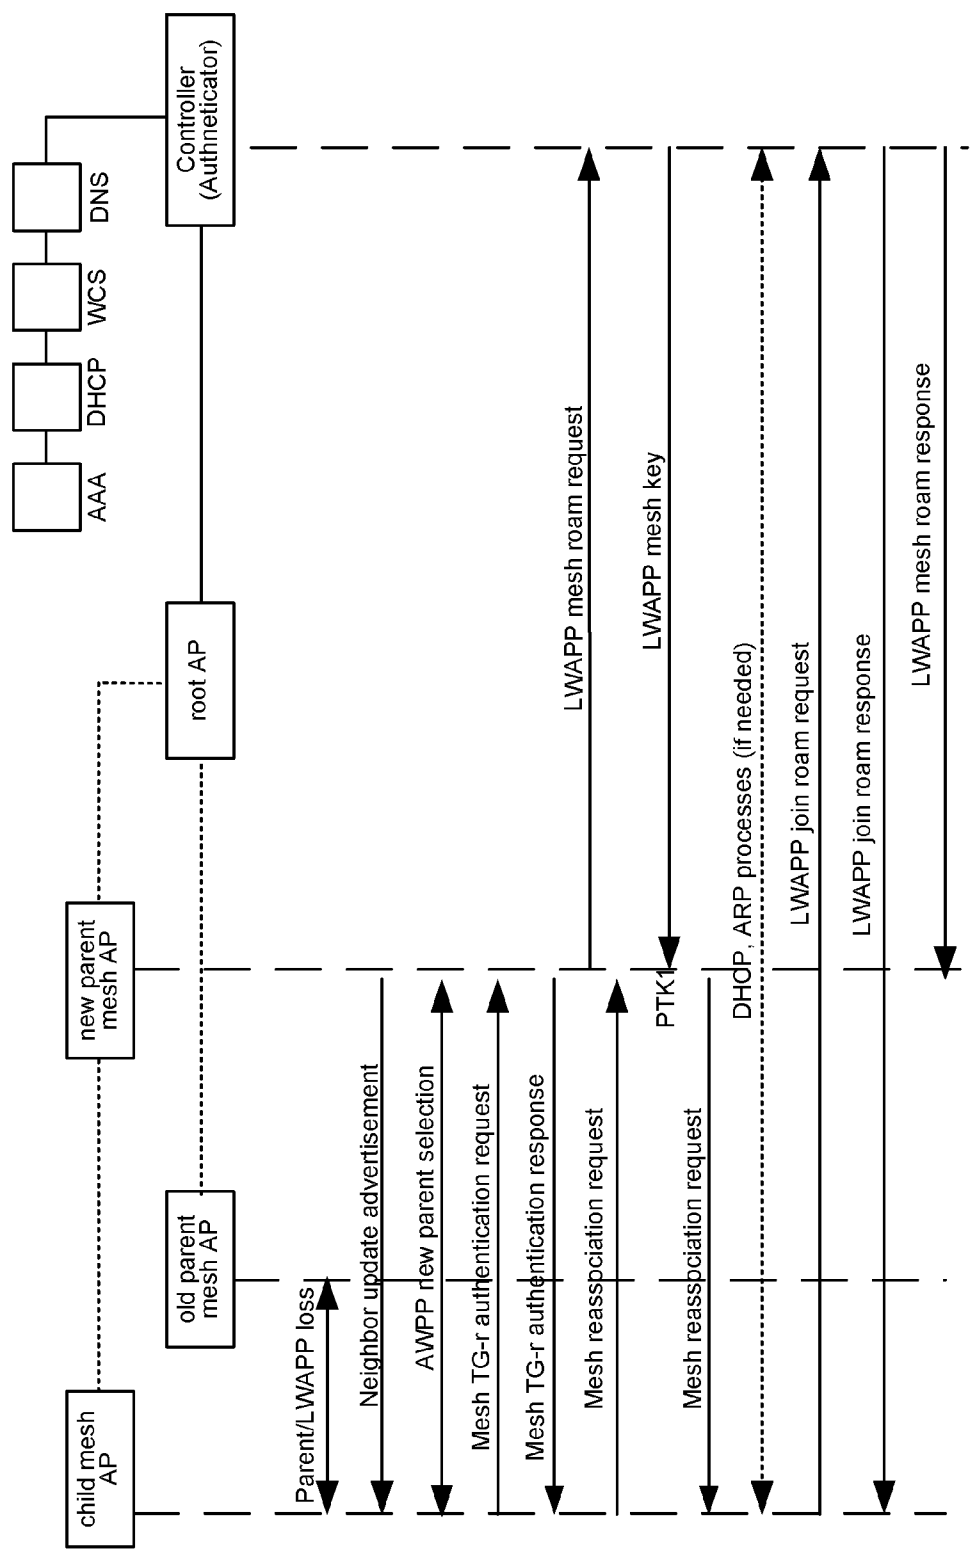 AAA
DHCP
WCS
DNS
child mesh
AP
old parent
mesh AP
new parent
mesh AP
root AP
Controller
(Authneticator)
Parent/LWAPP loss
Neighbor update advertisement
AWPP new parent selection
Mesh TG-r authentication request
Mesh TG-r authentication response
LWAPP mesh roam request
Mesh reassociation request
LWAPP mesh key
PTK1
Mesh reassociation request
DHCP, ARP processes (if needed)
LWAPP join roam request
LWAPP join roam response
LWAPP mesh roam response